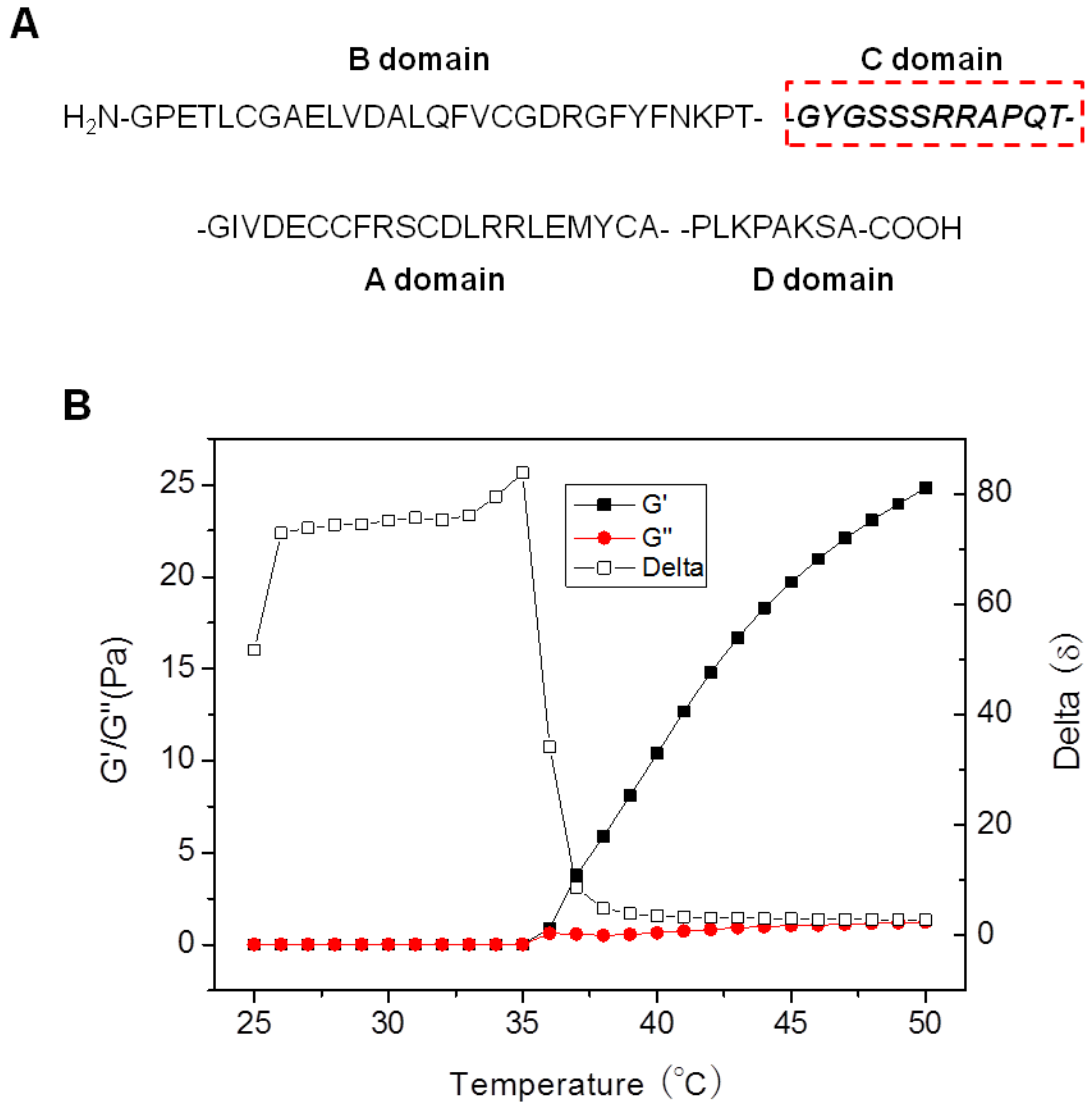 A
B domain
C domain
H₂N-GPETLCGAELVDALQFVCGDRGFYFNKPT- -GYGSSSRRAPQT-
-GIVDECCFRSCDLRRLEMYCA- -PLKPAKSA-COOH
A domain
D domain
B
G'
G"
Delta
25
20
15
10
5
0
G'/G"(Pa)
80
60
40
20
0
Delta (δ)
25
30
35
40
45
50
Temperature (°C)